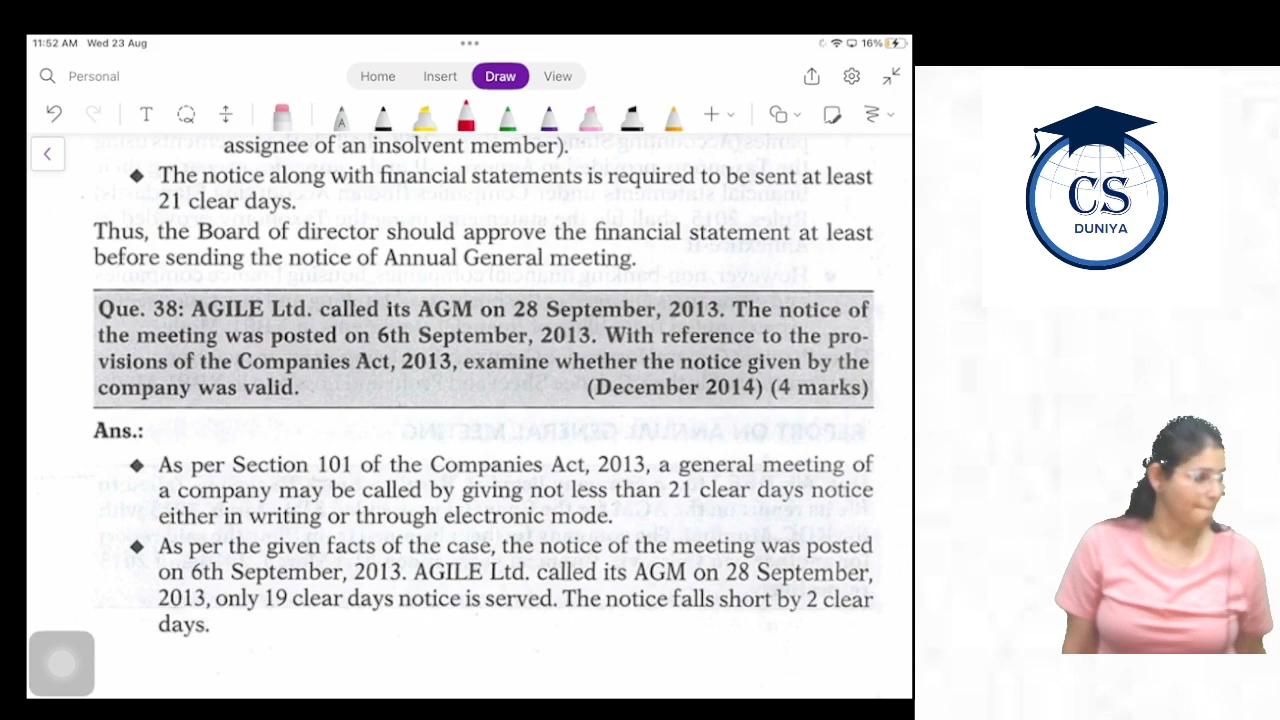 11:52 AM Wed 23 Aug
16%
Personal
Home Insert Draw View
T
A
assignee of an insolvent member).
◆ The notice along with financial statements is required to be sent at least
21 clear days.
Thus, the Board of director should approve the financial statement at least
before sending the notice of Annual General meeting.
Que. 38: AGILE Ltd. called its AGM on 28 September, 2013. The notice of
the meeting was posted on 6th September, 2013. With reference to the pro-
visions of the Companies Act, 2013, examine whether the notice given by the
company was valid. (December 2014) (4 marks)
Ans.:
◆ As per Section 101 of the Companies Act, 2013, a general meeting of
a company may be called by giving not less than 21 clear days notice
either in writing or through electronic mode.
◆ As per the given facts of the case, the notice of the meeting was posted
on 6th September, 2013. AGILE Ltd. called its AGM on 28 September,
2013, only 19 clear days notice is served. The notice falls short by 2 clear
days.
CS
DUNIYA